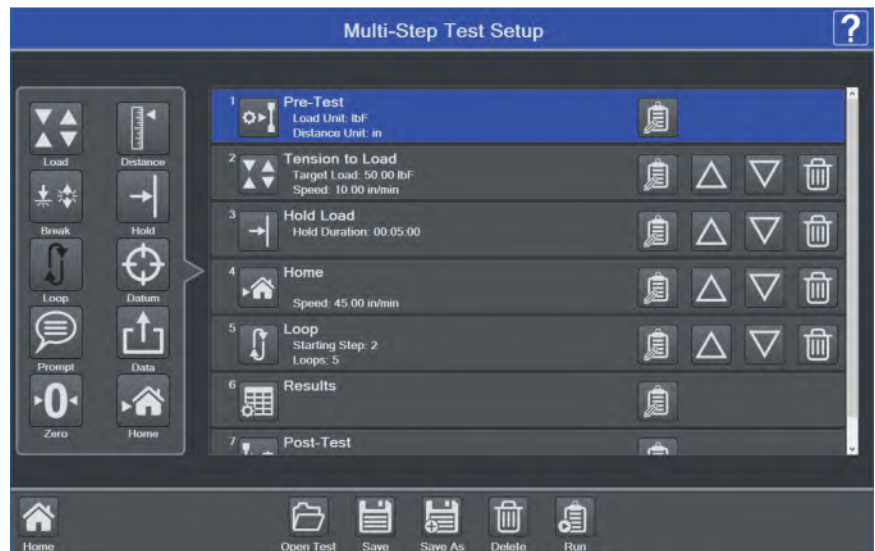 Multi-Step Test Setup
?
Load
Distance
Break
Hold
Loop
Datum
Prompt
Data
0
Zero
Home
1 Pre-Test
Load Unit: lbF
Distance Unit: in
2 Tension to Load
Target Load: 50.00 lbF
Speed: 10.00 in/min
3 Hold Load
Hold Duration: 00:05:00
4 Home
Speed: 45.00 in/min
5 Loop
Starting Step: 2
Loops: 5
6 Results
7 Post-Test
Home
Open Test
Save
Save As
Delete
Run